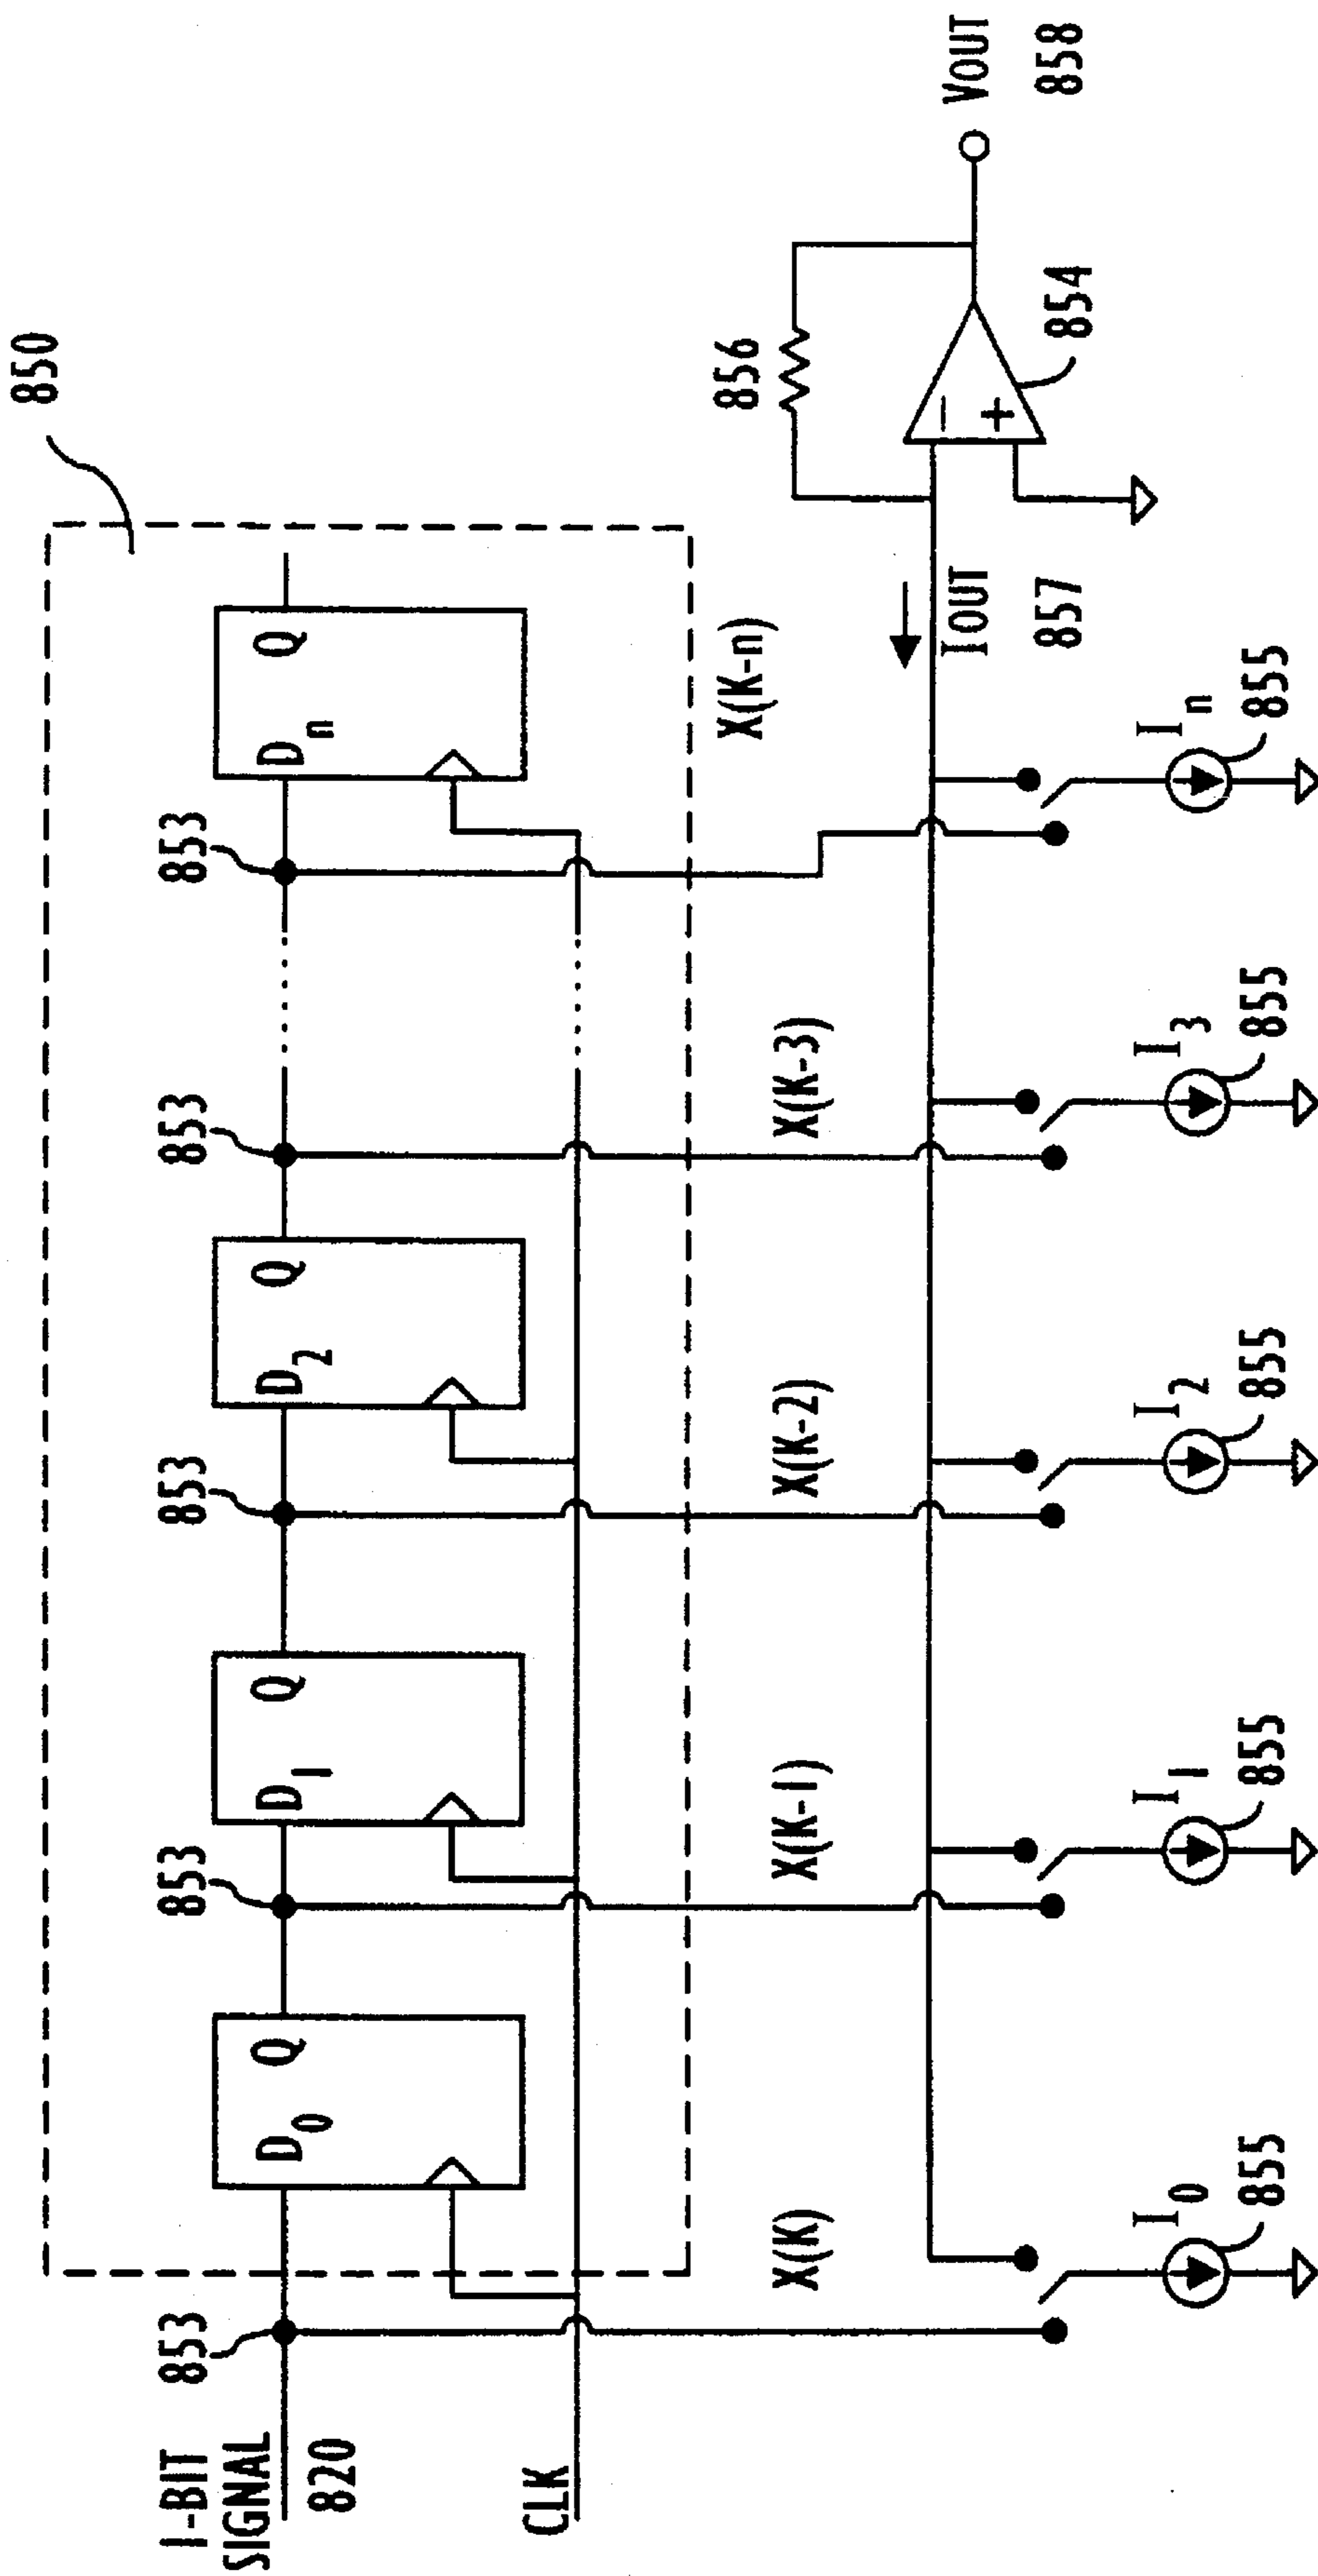 850
853
853
853
853
853
1-BIT
SIGNAL
820
D0 Q
D1 Q
D2 Q
Dn Q
CLK
X(K)
X(K-1)
X(K-2)
X(K-3)
X(K-n)
856
IOUT
857
−
+
854
VOUT
858
I0
855
I1
855
I2
855
I3
855
In
855